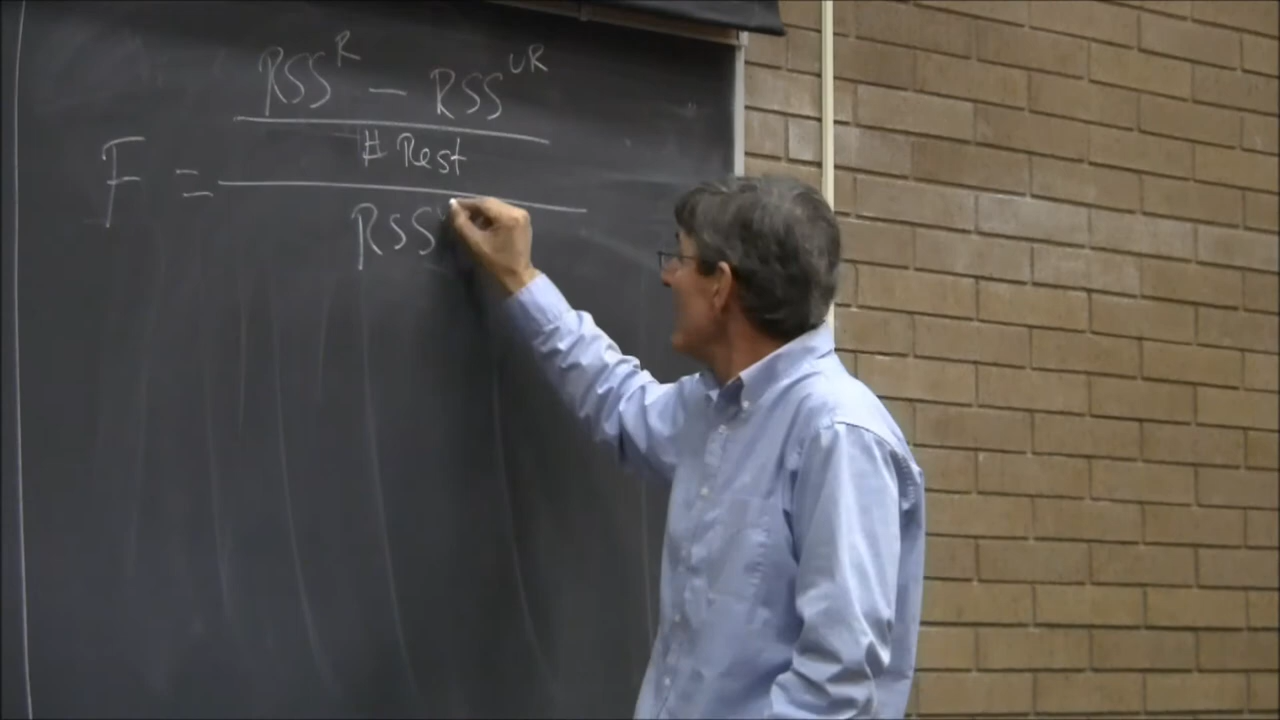 RSS^R - RSS^UR
# Rest
F =
RSS